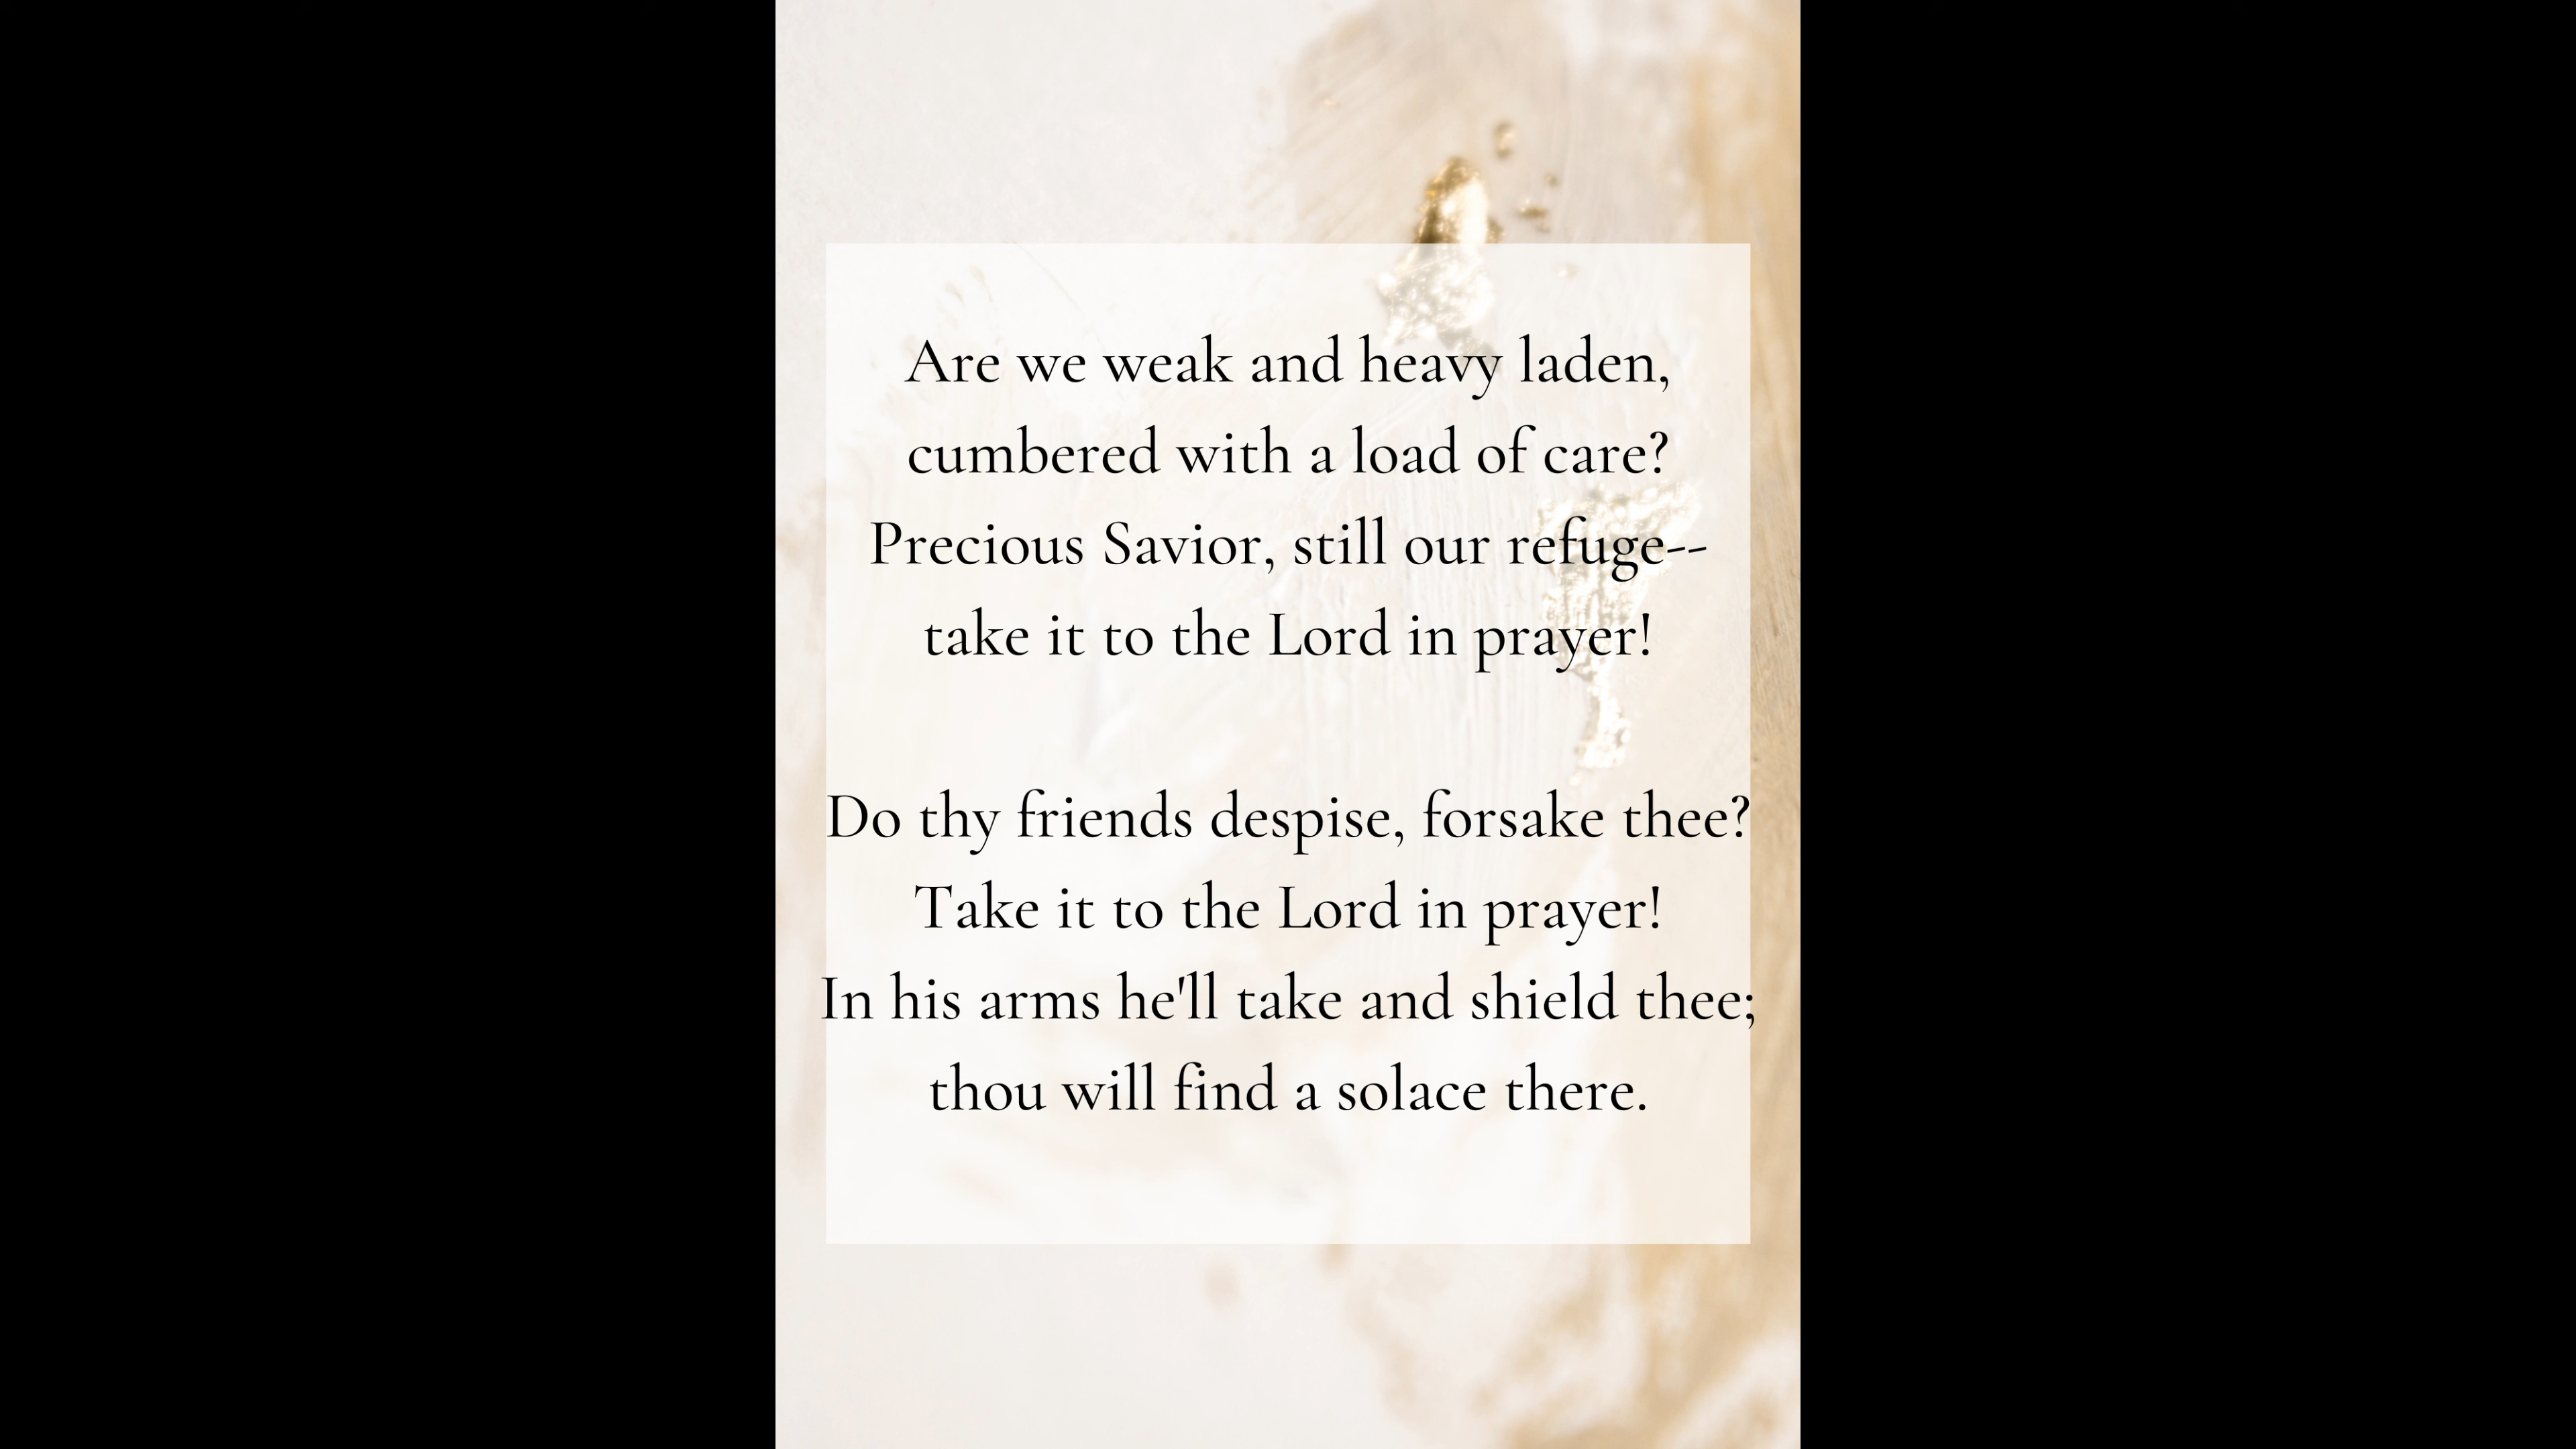 Are we weak and heavy laden,
cumbered with a load of care?
Precious Savior, still our refuge--
take it to the Lord in prayer!
Do thy friends despise, forsake thee?
Take it to the Lord in prayer!
In his arms he'll take and shield thee;
thou will find a solace there.